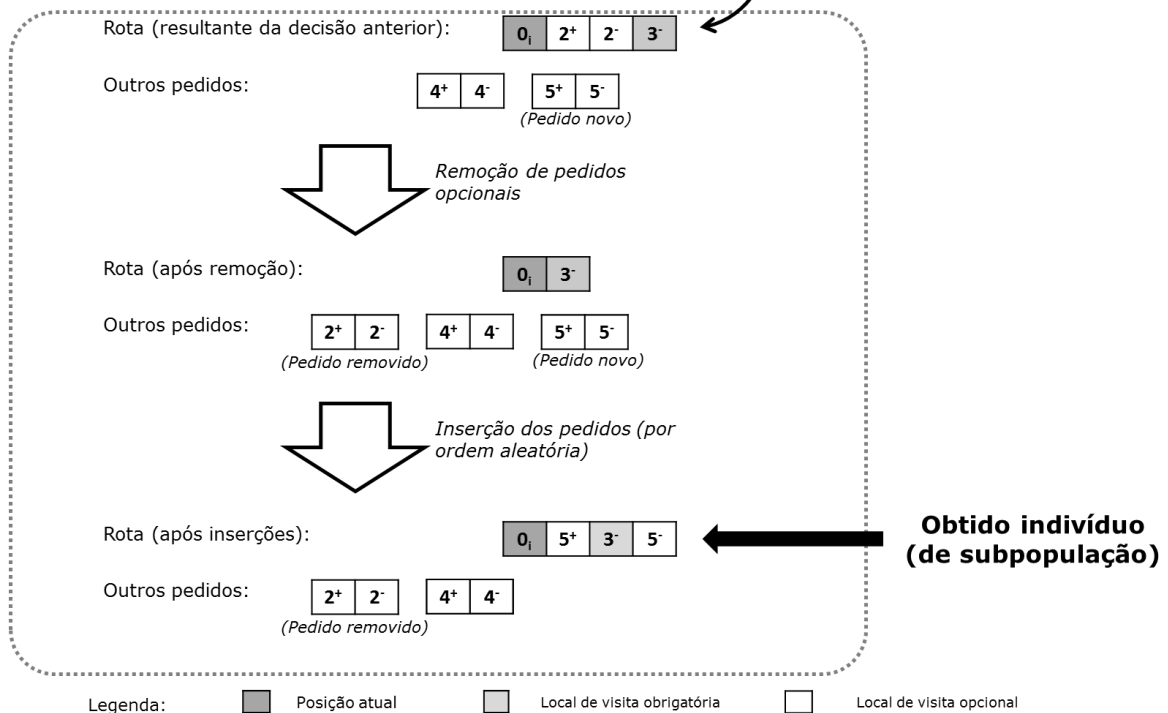 Rota (resultante da decisão anterior): 0ᵢ 2⁺ 2⁻ 3⁻
Outros pedidos: 4⁺ 4⁻ 5⁺ 5⁻
(Pedido novo)
Remoção de pedidos
opcionais
Rota (após remoção): 0ᵢ 3⁻
Outros pedidos: 2⁺ 2⁻ 4⁺ 4⁻ 5⁺ 5⁻
(Pedido removido) (Pedido novo)
Inserção dos pedidos (por
ordem aleatória)
Rota (após inserções): 0ᵢ 5⁺ 3⁻ 5⁻
Obtido indivíduo
(de subpopulação)
Outros pedidos: 2⁺ 2⁻ 4⁺ 4⁻
(Pedido removido)
Legenda: Posição atual Local de visita obrigatória Local de visita opcional